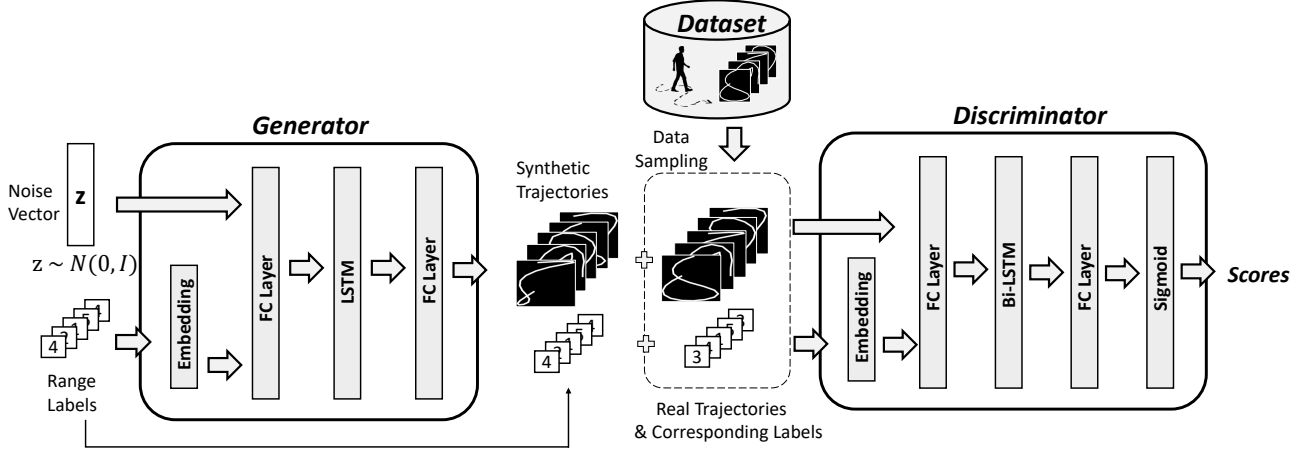 Dataset
Generator
Discriminator
Data
Sampling
Noise
Vector
z
z ~ N(0, I)
Synthetic
Trajectories
Embedding
FC Layer
LSTM
FC Layer
Embedding
FC Layer
Bi-LSTM
FC Layer
Sigmoid
Scores
4
4
3
Range
Labels
Real Trajectories
& Corresponding Labels